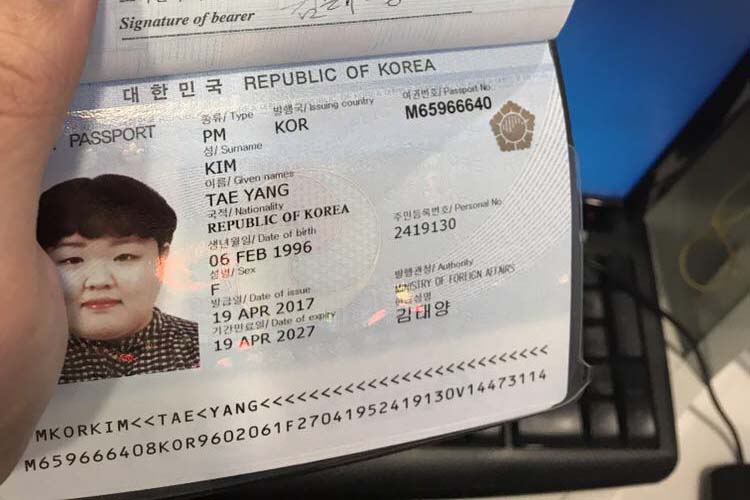 Signature of bearer
대한민국 REPUBLIC OF KOREA
PASSPORT
종류/ Type 발행국/ Issuing country 여권번호/ Passport No.
PM KOR M65966640
성/ Surname
KIM
이름/ Given names
TAE YANG
국적/ Nationality
REPUBLIC OF KOREA
생년월일/ Date of birth 주민등록번호/ Personal No.
06 FEB 1996 2419130
성별/ Sex
F
발급일/ Date of issue 발행관청/ Authority
19 APR 2017 MINISTRY OF FOREIGN AFFAIRS
기간만료일/ Date of expiry 한글성명
19 APR 2027 김태양
MKORKIM<<TAE<YANG<<<<<<<<<<<<<<<<<<<<<<<<<<
M659666408KOR9602061F27041952419130V14473114